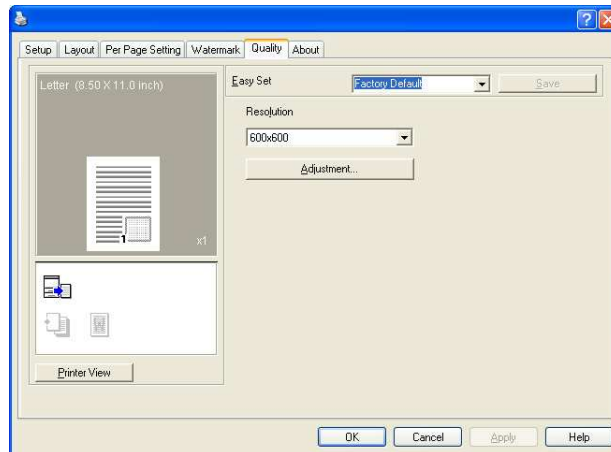 Setup Layout Per Page Setting Watermark Quality About
Letter (8.50 X 11.0 inch)
1
x1
Printer View
Easy Set Factory Default Save
Resolution
600x600
Adjustment...
OK Cancel Apply Help